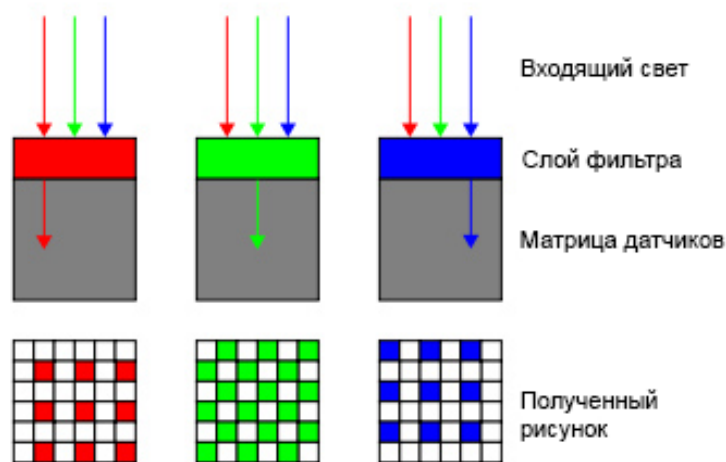 Входящий свет
Слой фильтра
Матрица датчиков
Полученный
рисунок